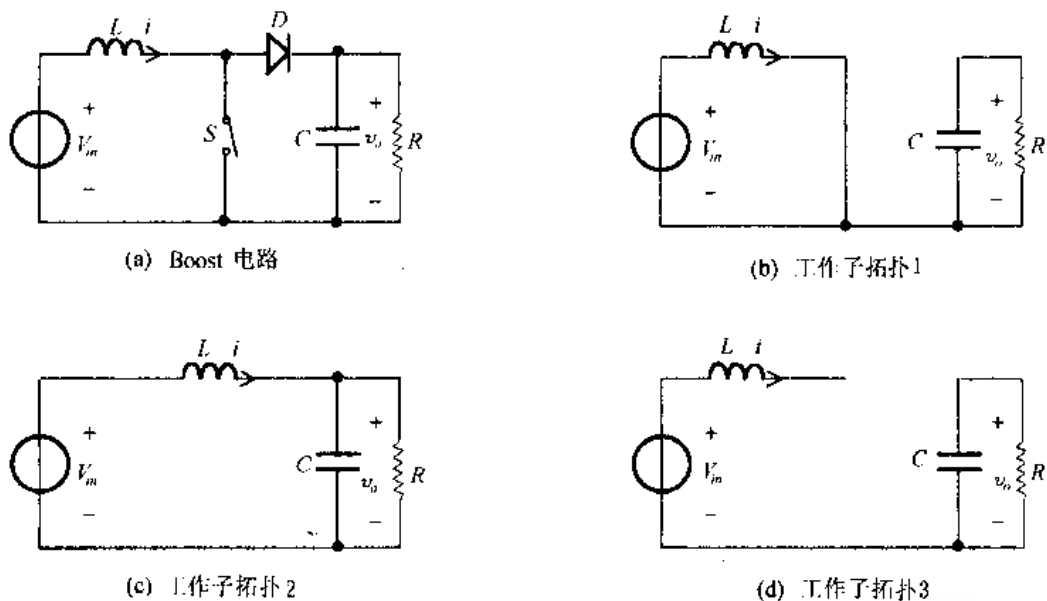 L i D
V_in + − S C + v_o − R
(a) Boost 电路
L i
V_in + − C + v_o − R
(b) 工作子拓扑1
L i
V_in + − C + v_o − R
(c) 工作子拓扑2
L i
V_in + − C + v_o − R
(d) 工作子拓扑3